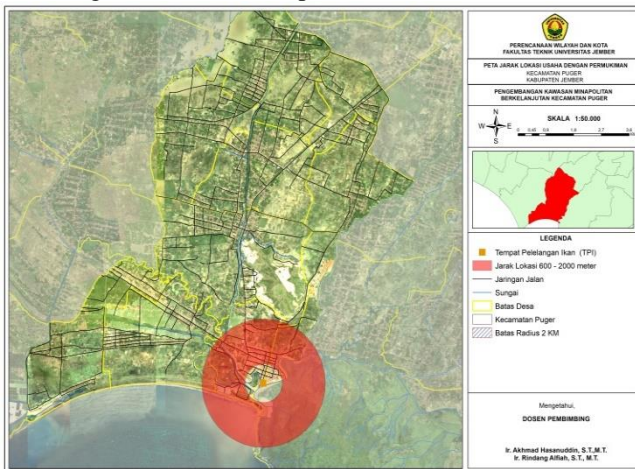 PERENCANAAN WILAYAH DAN KOTA
FAKULTAS TEKNIK UNIVERSITAS JEMBER
PETA JARAK LOKASI USAHA DENGAN PERMUKIMAN
KECAMATAN PUGER
KABUPATEN JEMBER
PENGEMBANGAN KAWASAN MINAPOLITAN
BERKELANJUTAN KECAMATAN PUGER
N
W E
S
SKALA 1:50.000
LEGENDA
Tempat Pelelangan Ikan (TPI)
Jarak Lokasi 600 - 2000 meter
Jaringan Jalan
Sungai
Batas Desa
Kecamatan Puger
Batas Radius 2 KM
Mengetahui,
DOSEN PEMBIMBING
Ir. Akhmad Hasanuddin, S.T.,M.T.
Ir. Rindang Alfiah, S.T., M.T.